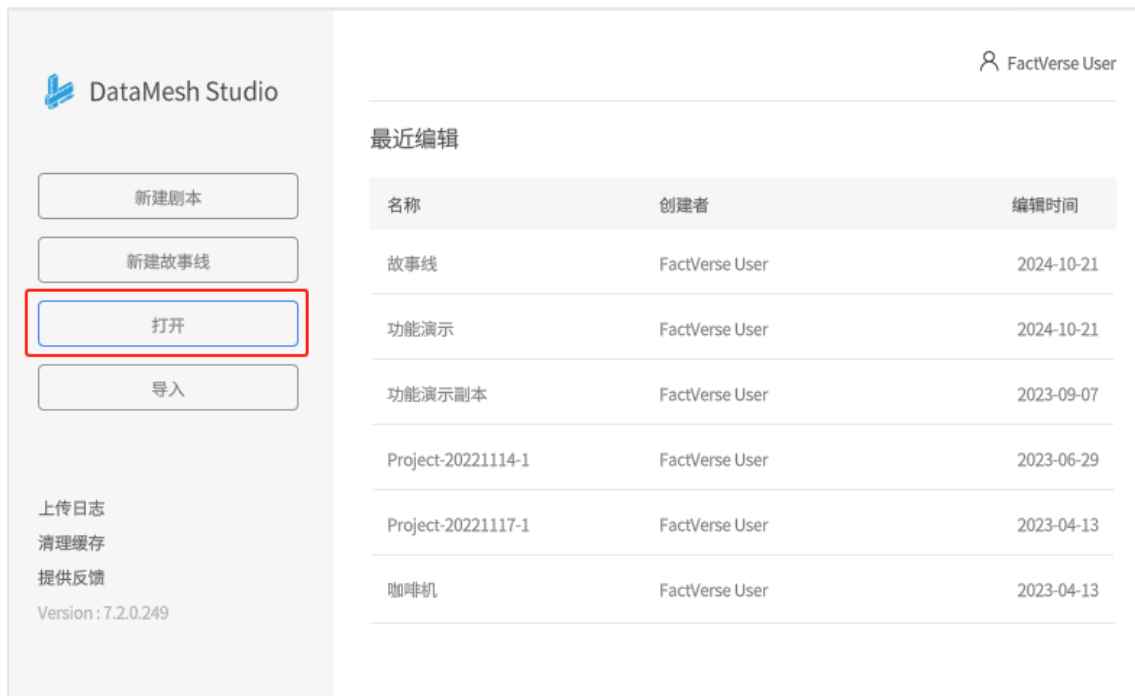 DataMesh Studio
新建剧本
新建故事线
打开
导入
上传日志
清理缓存
提供反馈
Version : 7.2.0.249
FactVerse User
最近编辑
名称 创建者 编辑时间
故事线 FactVerse User 2024-10-21
功能演示 FactVerse User 2024-10-21
功能演示副本 FactVerse User 2023-09-07
Project-20221114-1 FactVerse User 2023-06-29
Project-20221117-1 FactVerse User 2023-04-13
咖啡机 FactVerse User 2023-04-13